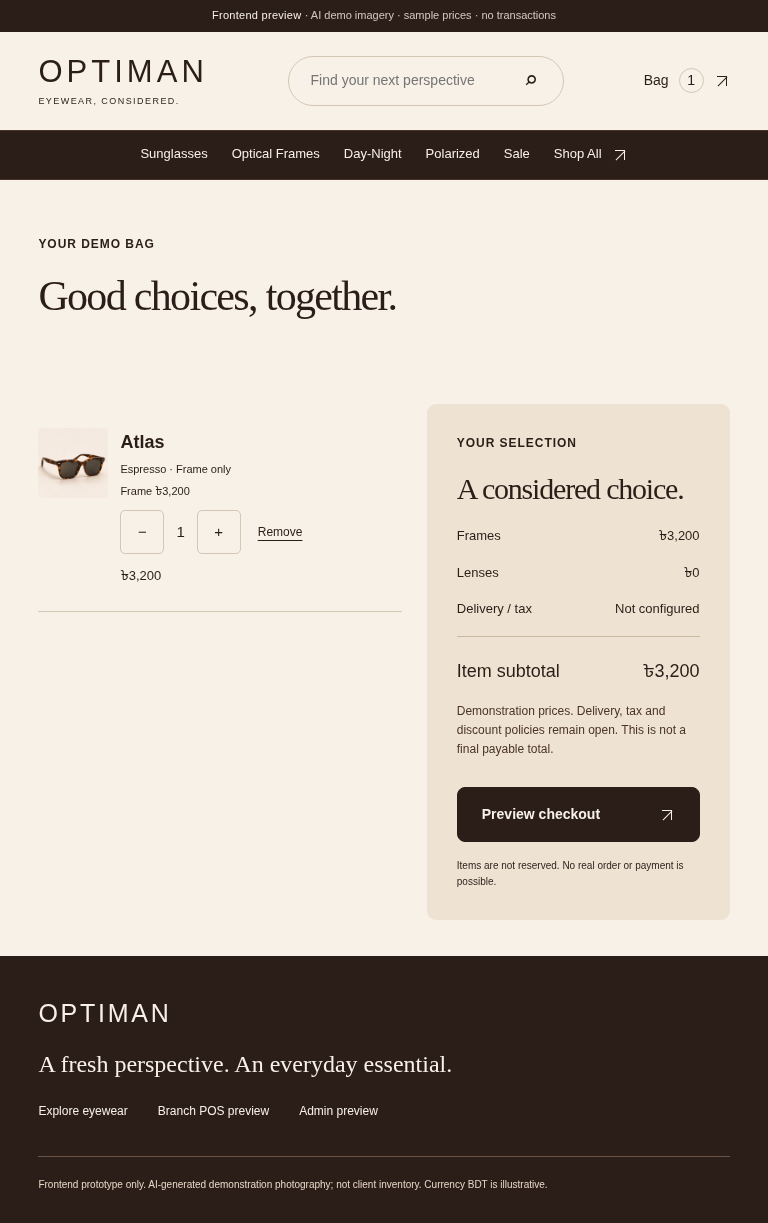 Frontend preview · AI demo imagery · sample prices · no transactions
OPTIMAN
EYEWEAR, CONSIDERED.
Find your next perspective
Bag 1
Sunglasses Optical Frames Day-Night Polarized Sale Shop All
YOUR DEMO BAG
Good choices, together.
Atlas
Espresso · Frame only
Frame ৳3,200
− 1 + Remove
৳3,200
YOUR SELECTION
A considered choice.
Frames ৳3,200
Lenses ৳0
Delivery / tax Not configured
Item subtotal ৳3,200
Demonstration prices. Delivery, tax and
discount policies remain open. This is not a
final payable total.
Preview checkout
Items are not reserved. No real order or payment is
possible.
OPTIMAN
A fresh perspective. An everyday essential.
Explore eyewear Branch POS preview Admin preview
Frontend prototype only. AI-generated demonstration photography; not client inventory. Currency BDT is illustrative.